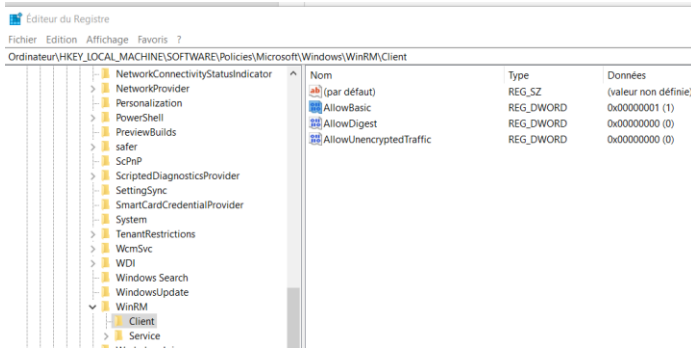 Éditeur du Registre
Fichier Edition Affichage Favoris ?
Ordinateur\HKEY_LOCAL_MACHINE\SOFTWARE\Policies\Microsoft\Windows\WinRM\Client
NetworkConnectivityStatusIndicator
NetworkProvider
Personalization
PowerShell
PreviewBuilds
safer
ScPnP
ScriptedDiagnosticsProvider
SettingSync
SmartCardCredentialProvider
System
TenantRestrictions
WcmSvc
WDI
Windows Search
WindowsUpdate
WinRM
Client
Service
Nom Type Données
(par défaut) REG_SZ (valeur non définie)
AllowBasic REG_DWORD 0x00000001 (1)
AllowDigest REG_DWORD 0x00000000 (0)
AllowUnencryptedTraffic REG_DWORD 0x00000000 (0)